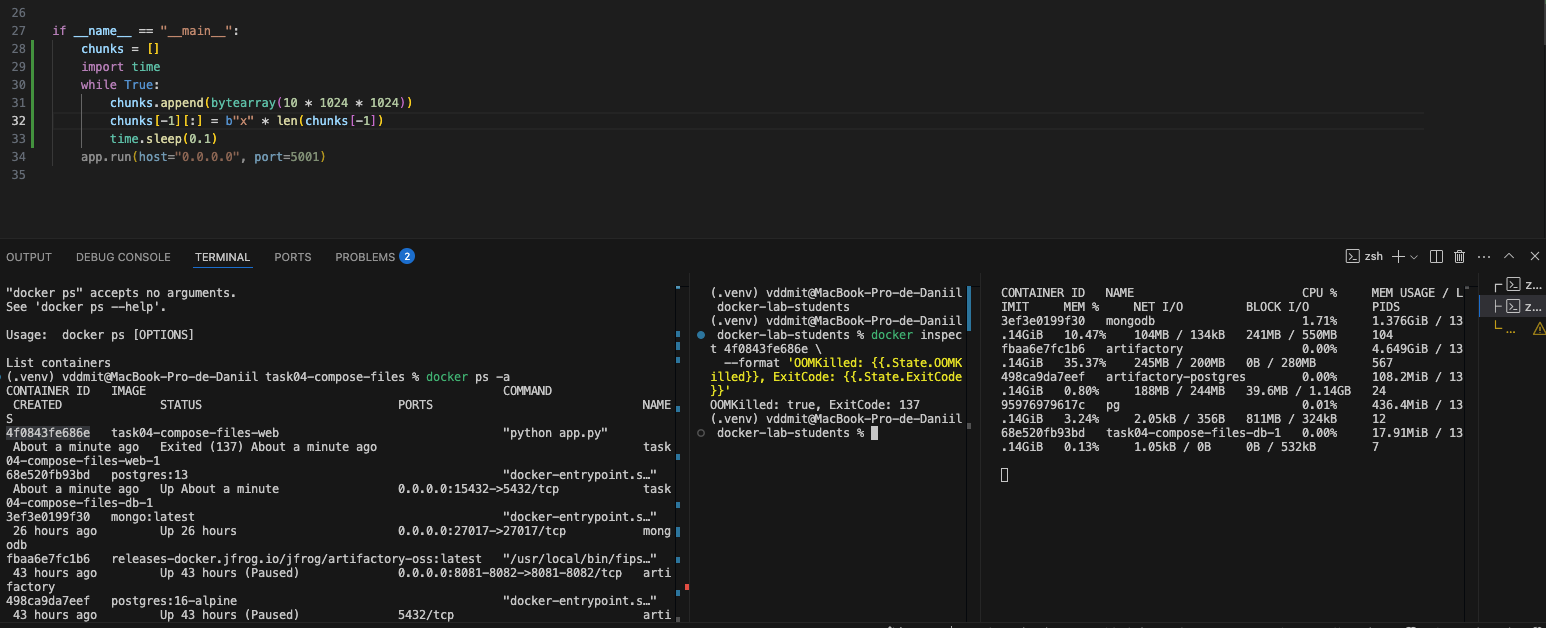 26
27 if __name__ == "__main__":
28 chunks = []
29 import time
30 while True:
31 chunks.append(bytearray(10 * 1024 * 1024))
32 chunks[-1][:] = b"x" * len(chunks[-1])
33 time.sleep(0.1)
34 app.run(host="0.0.0.0", port=5001)
35
OUTPUT DEBUG CONSOLE TERMINAL PORTS PROBLEMS 2
zsh
"docker ps" accepts no arguments.
See 'docker ps --help'.
Usage: docker ps [OPTIONS]
List containers
(.venv) vddmit@MacBook-Pro-de-Daniil task04-compose-files % docker ps -a
CONTAINER ID IMAGE COMMAND
CREATED STATUS PORTS NAME
S
4f0843fe686e task04-compose-files-web "python app.py"
About a minute ago Exited (137) About a minute ago task
04-compose-files-web-1
68e520fb93bd postgres:13 "docker-entrypoint.s…"
About a minute ago Up About a minute 0.0.0.0:15432->5432/tcp task
04-compose-files-db-1
3ef3e0199f30 mongo:latest "docker-entrypoint.s…"
26 hours ago Up 26 hours 0.0.0.0:27017->27017/tcp mong
odb
fbaa6e7fc1b6 releases-docker.jfrog.io/jfrog/artifactory-oss:latest "/usr/local/bin/fips…"
43 hours ago Up 43 hours (Paused) 0.0.0.0:8081-8082->8081-8082/tcp arti
factory
498ca9da7eef postgres:16-alpine "docker-entrypoint.s…"
43 hours ago Up 43 hours (Paused) 5432/tcp arti
(.venv) vddmit@MacBook-Pro-de-Daniil
docker-lab-students
(.venv) vddmit@MacBook-Pro-de-Daniil
docker-lab-students % docker inspec
t 4f0843fe686e \
--format 'OOMKilled: {{.State.OOMK
illed}}, ExitCode: {{.State.ExitCode
}}'
OOMKilled: true, ExitCode: 137
(.venv) vddmit@MacBook-Pro-de-Daniil
docker-lab-students %
CONTAINER ID NAME CPU % MEM USAGE / L
IMIT MEM % NET I/O BLOCK I/O PIDS
3ef3e0199f30 mongodb 1.71% 1.376GiB / 13
.14GiB 10.47% 104MB / 134kB 241MB / 550MB 104
fbaa6e7fc1b6 artifactory 0.00% 4.649GiB / 13
.14GiB 35.37% 245MB / 200MB 0B / 280MB 567
498ca9da7eef artifactory-postgres 0.00% 108.2MiB / 13
.14GiB 0.80% 188MB / 244MB 39.6MB / 1.14GB 24
95976979617c pg 0.01% 436.4MiB / 13
.14GiB 3.24% 2.05kB / 356B 811MB / 324kB 12
68e520fb93bd task04-compose-files-db-1 0.00% 17.91MiB / 13
.14GiB 0.13% 1.05kB / 0B 0B / 532kB 7
z...
z...
...